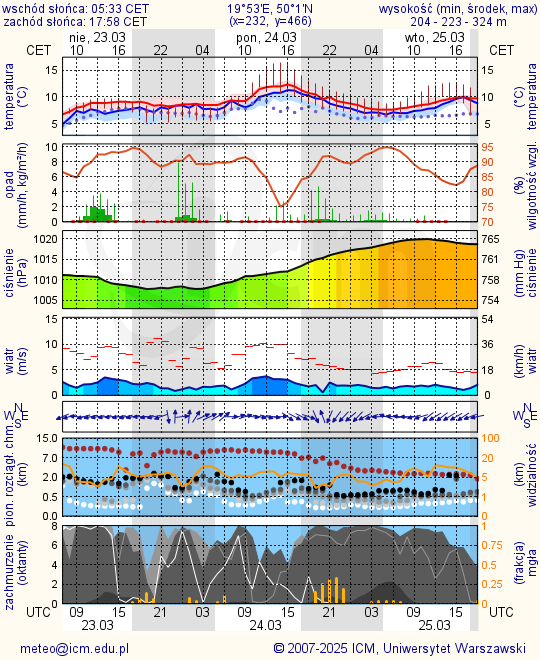 wschód słońca: 05:33 CET 19°53'E, 50°1'N wysokość (min, środek, max)
zachód słońca: 17:58 CET (x=232, y=466) 204 - 223 - 324 m
nie, 23.03 pon, 24.03 wto, 25.03
CET 10 16 22 04 10 16 22 04 10 16 CET
temperatura (°C) 15 10 5 15 10 5 (°C) temperatura
opad (mm/h, kg/m²/h) 10 8 6 4 2 0 95 90 85 80 75 70 (%) wilgotność wzgl.
ciśnienie (hPa) 1020 1015 1010 1005 765 761 758 754 (mm Hg) ciśnienie
wiatr (m/s) 15 10 5 0 54 36 18 0 (km/h) wiatr
N W E S N W E S
pion. rozciągł. chm. (km) 15.0 7.0 2.0 0.5 0.0 100 20 5 1 0 (km) widzialność
zachmurzenie (oktanty) 8 6 4 2 0 1 0.75 0.5 0.25 0 (frakcja) mgła
UTC 09 15 21 03 09 15 21 03 09 15 UTC
23.03 24.03 25.03
meteo@icm.edu.pl © 2007-2025 ICM, Uniwersytet Warszawski